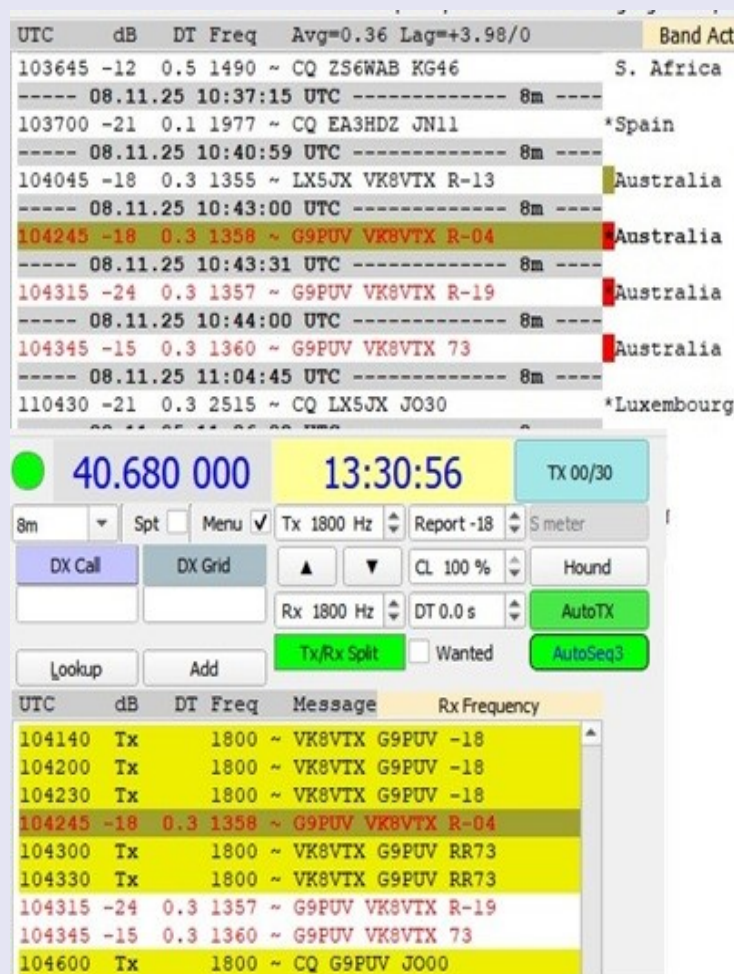 UTC dB DT Freq Avg=0.36 Lag=+3.98/0 Band Act
103645 -12 0.5 1490 ~ CQ ZS6WAB KG46 S. Africa
----- 08.11.25 10:37:15 UTC ------------- 8m ----
103700 -21 0.1 1977 ~ CQ EA3HDZ JN11 *Spain
----- 08.11.25 10:40:59 UTC ------------- 8m ----
104045 -18 0.3 1355 ~ LX5JX VK8VTX R-13 Australia
----- 08.11.25 10:43:00 UTC ------------- 8m ----
104245 -18 0.3 1358 ~ G9PUV VK8VTX R-04 *Australia
----- 08.11.25 10:43:31 UTC ------------- 8m ----
104315 -24 0.3 1357 ~ G9PUV VK8VTX R-19 *Australia
----- 08.11.25 10:44:00 UTC ------------- 8m ----
104345 -15 0.3 1360 ~ G9PUV VK8VTX 73 Australia
----- 08.11.25 11:04:45 UTC ------------- 8m ----
110430 -21 0.3 2515 ~ CQ LX5JX JO30 *Luxembourg
40.680 000 13:30:56 TX 00/30
8m Spt Menu Tx 1800 Hz Report -18 S meter
DX Call DX Grid CL 100 % Hound
Rx 1800 Hz DT 0.0 s AutoTX
Lookup Add Tx/Rx Split Wanted AutoSeq3
UTC dB DT Freq Message Rx Frequency
104140 Tx 1800 ~ VK8VTX G9PUV -18
104200 Tx 1800 ~ VK8VTX G9PUV -18
104230 Tx 1800 ~ VK8VTX G9PUV -18
104245 -18 0.3 1358 ~ G9PUV VK8VTX R-04
104300 Tx 1800 ~ VK8VTX G9PUV RR73
104330 Tx 1800 ~ VK8VTX G9PUV RR73
104315 -24 0.3 1357 ~ G9PUV VK8VTX R-19
104345 -15 0.3 1360 ~ G9PUV VK8VTX 73
104600 Tx 1800 ~ CQ G9PUV JO00